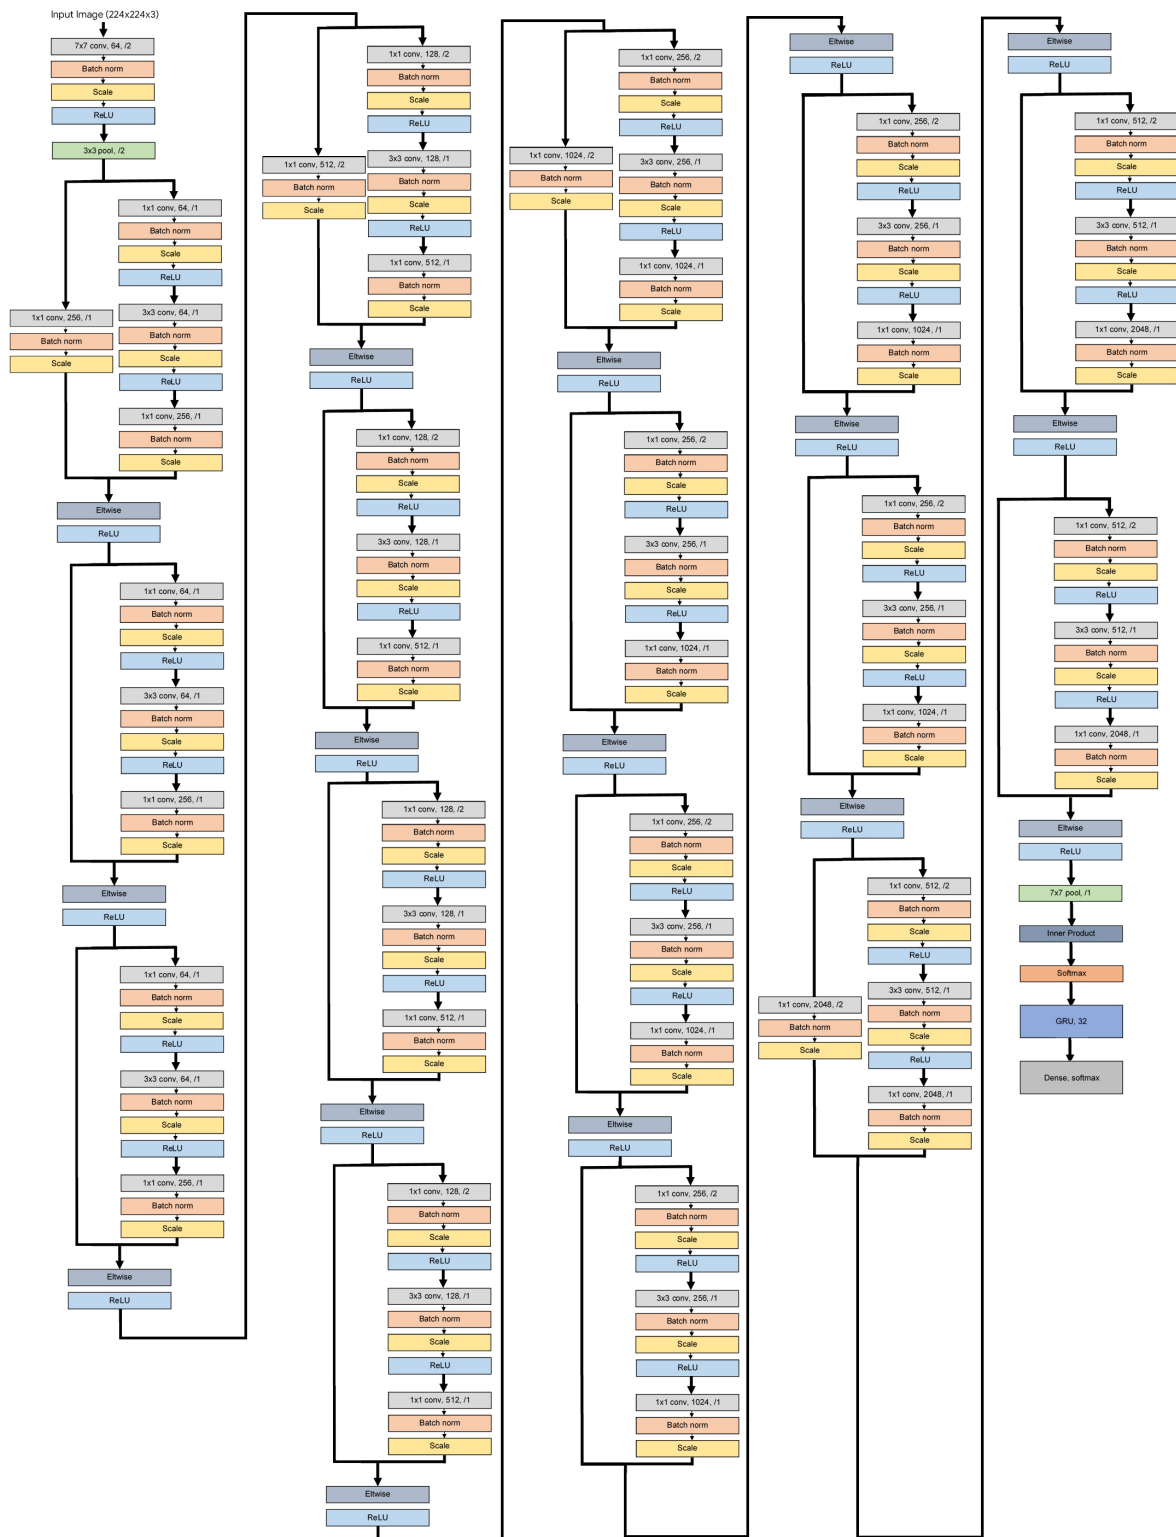 Input Image (224x224x3)
7x7 conv, 64, /2
Batch norm
Scale
ReLU
3x3 pool, /2
1x1 conv, 256, /1
Batch norm
Scale
1x1 conv, 64, /1
Batch norm
Scale
ReLU
3x3 conv, 64, /1
Batch norm
Scale
ReLU
1x1 conv, 256, /1
Batch norm
Scale
Eltwise
ReLU
1x1 conv, 64, /1
Batch norm
Scale
ReLU
3x3 conv, 64, /1
Batch norm
Scale
ReLU
1x1 conv, 256, /1
Batch norm
Scale
Eltwise
ReLU
1x1 conv, 64, /1
Batch norm
Scale
ReLU
3x3 conv, 64, /1
Batch norm
Scale
ReLU
1x1 conv, 256, /1
Batch norm
Scale
Eltwise
ReLU
1x1 conv, 512, /2
Batch norm
Scale
1x1 conv, 128, /2
Batch norm
Scale
ReLU
3x3 conv, 128, /1
Batch norm
Scale
ReLU
1x1 conv, 512, /1
Batch norm
Scale
Eltwise
ReLU
1x1 conv, 128, /2
Batch norm
Scale
ReLU
3x3 conv, 128, /1
Batch norm
Scale
ReLU
1x1 conv, 512, /1
Batch norm
Scale
Eltwise
ReLU
1x1 conv, 128, /2
Batch norm
Scale
ReLU
3x3 conv, 128, /1
Batch norm
Scale
ReLU
1x1 conv, 512, /1
Batch norm
Scale
Eltwise
ReLU
1x1 conv, 128, /2
Batch norm
Scale
ReLU
3x3 conv, 128, /1
Batch norm
Scale
ReLU
1x1 conv, 512, /1
Batch norm
Scale
Eltwise
ReLU
1x1 conv, 1024, /2
Batch norm
Scale
1x1 conv, 256, /2
Batch norm
Scale
ReLU
3x3 conv, 256, /1
Batch norm
Scale
ReLU
1x1 conv, 1024, /1
Batch norm
Scale
Eltwise
ReLU
1x1 conv, 256, /2
Batch norm
Scale
ReLU
3x3 conv, 256, /1
Batch norm
Scale
ReLU
1x1 conv, 1024, /1
Batch norm
Scale
Eltwise
ReLU
1x1 conv, 256, /2
Batch norm
Scale
ReLU
3x3 conv, 256, /1
Batch norm
Scale
ReLU
1x1 conv, 1024, /1
Batch norm
Scale
Eltwise
ReLU
1x1 conv, 256, /2
Batch norm
Scale
ReLU
3x3 conv, 256, /1
Batch norm
Scale
ReLU
1x1 conv, 1024, /1
Batch norm
Scale
Eltwise
ReLU
1x1 conv, 256, /2
Batch norm
Scale
ReLU
3x3 conv, 256, /1
Batch norm
Scale
ReLU
1x1 conv, 1024, /1
Batch norm
Scale
Eltwise
ReLU
1x1 conv, 256, /2
Batch norm
Scale
ReLU
3x3 conv, 256, /1
Batch norm
Scale
ReLU
1x1 conv, 1024, /1
Batch norm
Scale
Eltwise
ReLU
1x1 conv, 2048, /2
Batch norm
Scale
1x1 conv, 512, /2
Batch norm
Scale
ReLU
3x3 conv, 512, /1
Batch norm
Scale
ReLU
1x1 conv, 2048, /1
Batch norm
Scale
Eltwise
ReLU
1x1 conv, 512, /2
Batch norm
Scale
ReLU
3x3 conv, 512, /1
Batch norm
Scale
ReLU
1x1 conv, 2048, /1
Batch norm
Scale
Eltwise
ReLU
1x1 conv, 512, /2
Batch norm
Scale
ReLU
3x3 conv, 512, /1
Batch norm
Scale
ReLU
1x1 conv, 2048, /1
Batch norm
Scale
Eltwise
ReLU
7x7 pool, /1
Inner Product
Softmax
GRU, 32
Dense, softmax